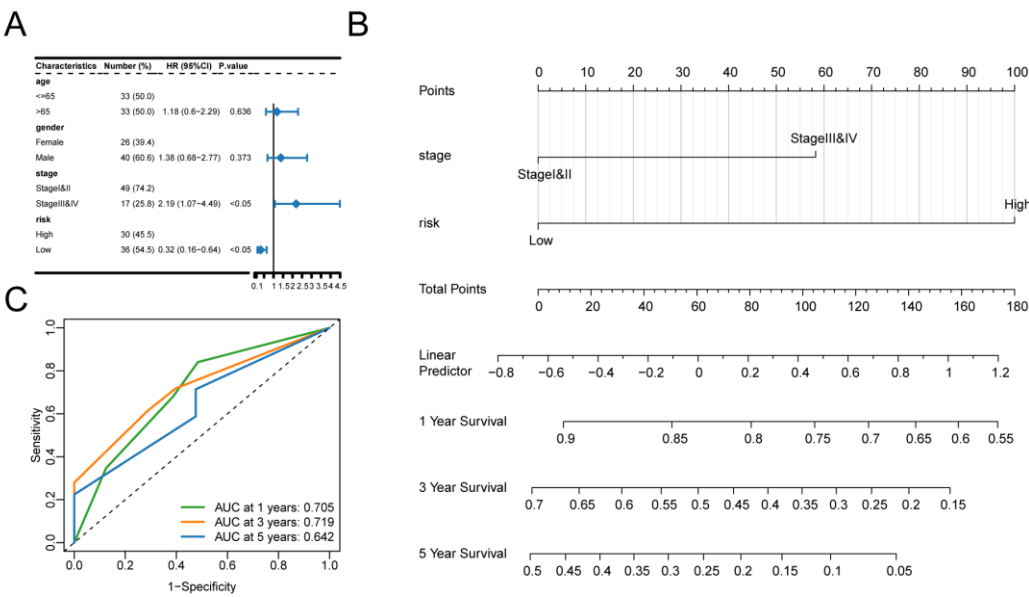 A
Characteristics Number (%) HR (95%CI) P.value
age
<=65 33 (50.0)
>65 33 (50.0) 1.18 (0.6−2.29) 0.636
gender
Female 26 (39.4)
Male 40 (60.6) 1.38 (0.68−2.77) 0.373
stage
StageI&II 49 (74.2)
StageIII&IV 17 (25.8) 2.19 (1.07−4.49) <0.05
risk
High 30 (45.5)
Low 36 (54.5) 0.32 (0.16−0.64) <0.05
0.1 1 1.5 2 2.5 3 3.5 4 4.5
B
Points 0 10 20 30 40 50 60 70 80 90 100
stage StageI&II StageIII&IV
risk Low High
Total Points 0 20 40 60 80 100 120 140 160 180
Linear Predictor −0.8 −0.6 −0.4 −0.2 0 0.2 0.4 0.6 0.8 1 1.2
1 Year Survival 0.9 0.85 0.8 0.75 0.7 0.65 0.6 0.55
3 Year Survival 0.7 0.65 0.6 0.55 0.5 0.45 0.4 0.35 0.3 0.25 0.2 0.15
5 Year Survival 0.5 0.45 0.4 0.35 0.3 0.25 0.2 0.15 0.1 0.05
C
Sensitivity
1.0
0.8
0.6
0.4
0.2
0.0
AUC at 1 years: 0.705
AUC at 3 years: 0.719
AUC at 5 years: 0.642
0.0 0.2 0.4 0.6 0.8 1.0
1−Specificity